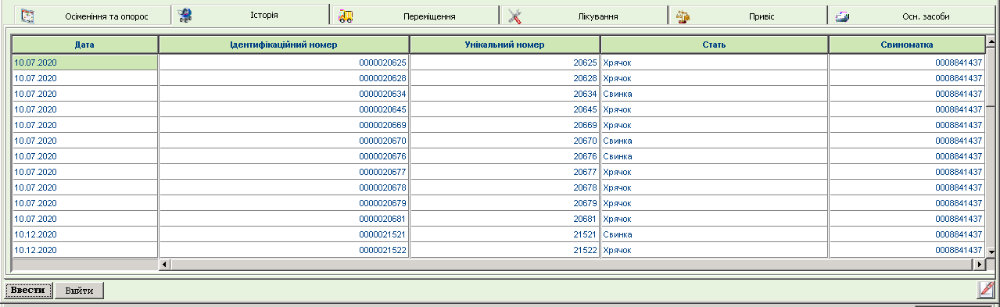 Осіменіння та опорос Історія Переміщення Лікування Привіс Осн. засоби
Дата Ідентифікаційний номер Унікальний номер Стать Свиноматка
10.07.2020 0000020625 20625 Хрячок 0008841437
10.07.2020 0000020628 20628 Хрячок 0008841437
10.07.2020 0000020634 20634 Свинка 0008841437
10.07.2020 0000020645 20645 Хрячок 0008841437
10.07.2020 0000020669 20669 Хрячок 0008841437
10.07.2020 0000020670 20670 Свинка 0008841437
10.07.2020 0000020676 20676 Свинка 0008841437
10.07.2020 0000020677 20677 Хрячок 0008841437
10.07.2020 0000020678 20678 Хрячок 0008841437
10.07.2020 0000020679 20679 Хрячок 0008841437
10.07.2020 0000020681 20681 Хрячок 0008841437
10.12.2020 0000021521 21521 Свинка 0008841437
10.12.2020 0000021522 21522 Хрячок 0008841437
Ввести Выйти